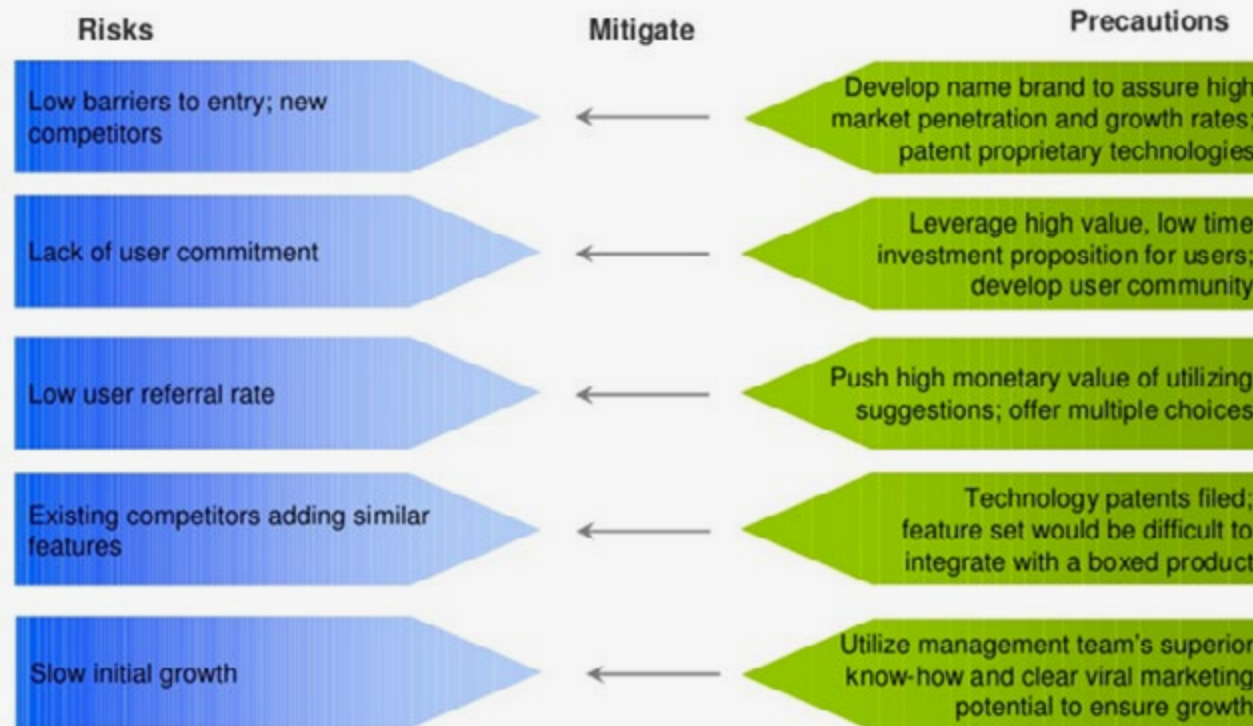 Risks
Mitigate
Precautions
Low barriers to entry; new
competitors
Develop name brand to assure high
market penetration and growth rates;
patent proprietary technologies
Lack of user commitment
Leverage high value, low time
investment proposition for users;
develop user community
Low user referral rate
Push high monetary value of utilizing
suggestions; offer multiple choices
Existing competitors adding similar
features
Technology patents filed;
feature set would be difficult to
integrate with a boxed product
Slow initial growth
Utilize management team's superior
know-how and clear viral marketing
potential to ensure growth